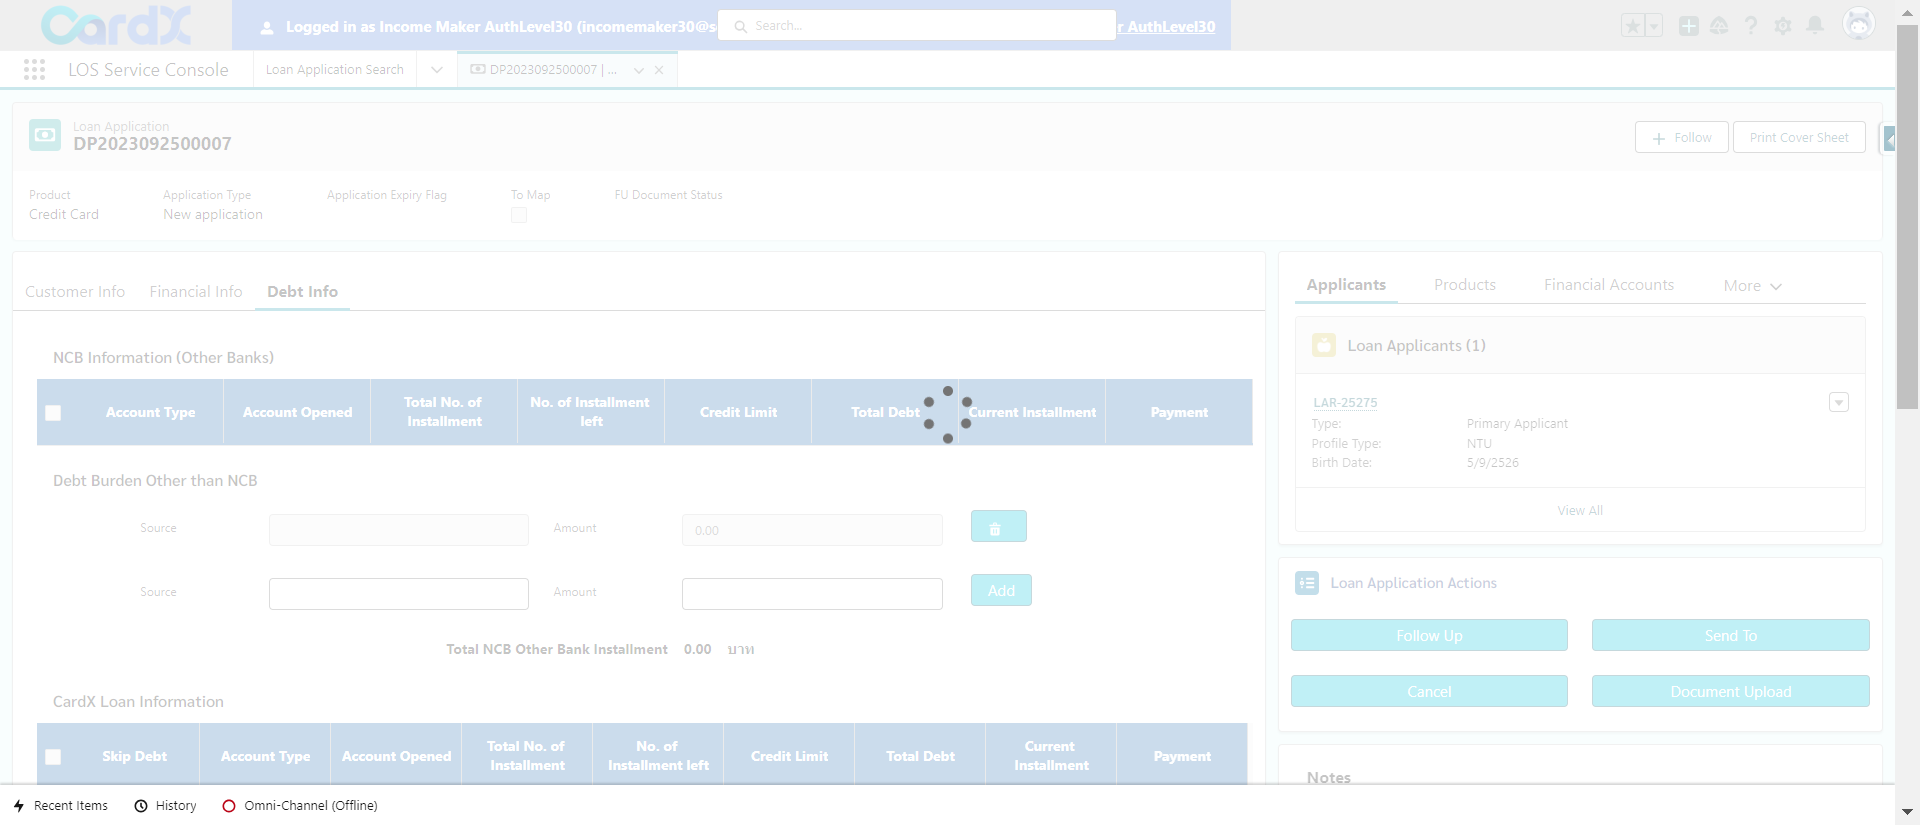 CardX
Logged in as Income Maker AuthLevel30 (incomemaker30@s
Search...
r AuthLevel30
LOS Service Console
Loan Application Search
DP2023092500007 | ...
Loan Application
DP2023092500007
Follow
Print Cover Sheet
Product
Application Type
Application Expiry Flag
To Map
FU Document Status
Credit Card
New application
Customer Info
Financial Info
Debt Info
NCB Information (Other Banks)
Account Type
Account Opened
Total No. of
Installment
No. of Installment
left
Credit Limit
Total Debt
Current Installment
Payment
Debt Burden Other than NCB
Source
Amount
0.00
Source
Amount
Add
Total NCB Other Bank Installment 0.00 บาท
CardX Loan Information
Skip Debt
Account Type
Account Opened
Total No. of
Installment
No. of
Installment left
Credit Limit
Total Debt
Current
Installment
Payment
Applicants
Products
Financial Accounts
More
Loan Applicants (1)
LAR-25275
Type: Primary Applicant
Profile Type: NTU
Birth Date: 5/9/2526
View All
Loan Application Actions
Follow Up
Send To
Cancel
Document Upload
Notes
Recent Items
History
Omni-Channel (Offline)